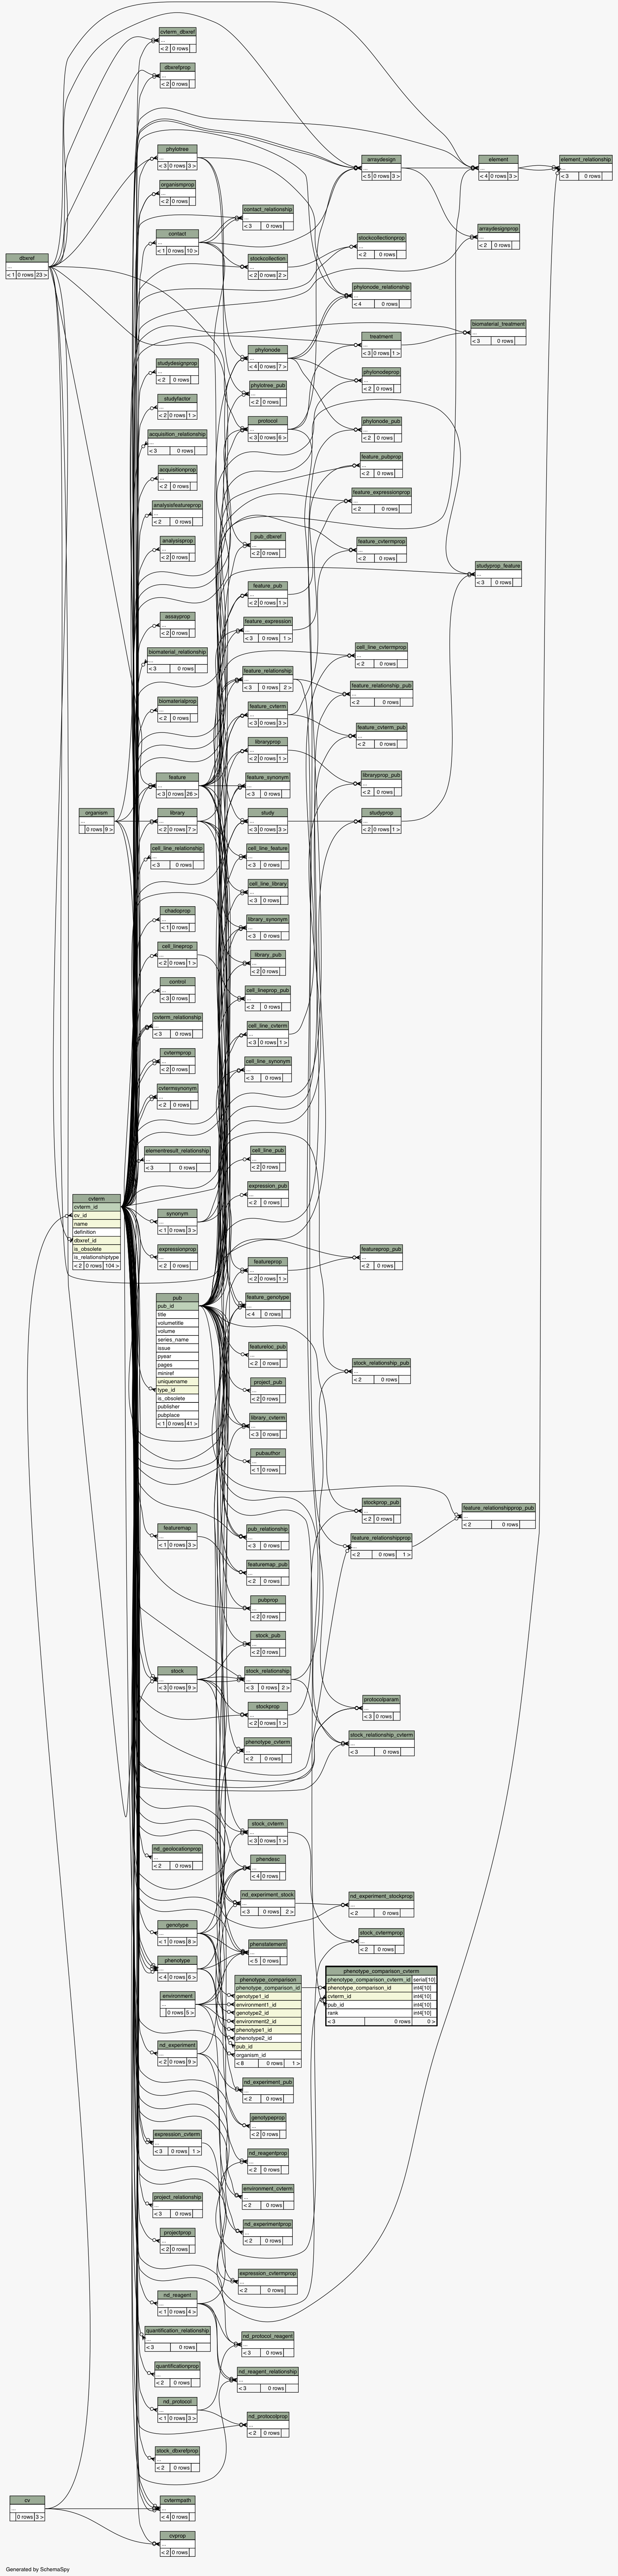 cvterm_dbxref
...
< 2 0 rows
dbxrefprop
...
< 2 0 rows
phylotree
...
< 3 0 rows 3 >
arraydesign
...
< 5 0 rows 3 >
element
...
< 4 0 rows 3 >
element_relationship
...
< 3 0 rows
organismprop
...
< 2 0 rows
contact_relationship
...
< 3 0 rows
contact
...
< 1 0 rows 10 >
arraydesignprop
...
< 2 0 rows
stockcollectionprop
...
< 2 0 rows
dbxref
...
< 1 0 rows 23 >
stockcollection
...
< 2 0 rows 2 >
phylonode_relationship
...
< 4 0 rows
biomaterial_treatment
...
< 3 0 rows
treatment
...
< 3 0 rows 1 >
phylonode
...
< 4 0 rows 7 >
studydesignprop
...
< 2 0 rows
phylonodeprop
...
< 2 0 rows
phylotree_pub
...
< 2 0 rows
studyfactor
...
< 2 0 rows 1 >
protocol
...
< 3 0 rows 6 >
phylonode_pub
...
< 2 0 rows
acquisition_relationship
...
< 3 0 rows
feature_pubprop
...
< 2 0 rows
acquisitionprop
...
< 2 0 rows
feature_expressionprop
...
< 2 0 rows
analysisfeatureprop
...
< 2 0 rows
analysisprop
...
< 2 0 rows
pub_dbxref
...
< 2 0 rows
feature_cvtermprop
...
< 2 0 rows
studyprop_feature
...
< 3 0 rows
feature_pub
...
< 2 0 rows 1 >
assayprop
...
< 2 0 rows
feature_expression
...
< 3 0 rows 1 >
biomaterial_relationship
...
< 3 0 rows
cell_line_cvtermprop
...
< 2 0 rows
feature_relationship
...
< 3 0 rows 2 >
feature_relationship_pub
...
< 2 0 rows
biomaterialprop
...
< 2 0 rows
feature_cvterm
...
< 3 0 rows 3 >
feature_cvterm_pub
...
< 2 0 rows
libraryprop
...
< 2 0 rows 1 >
feature
...
< 3 0 rows 26 >
feature_synonym
...
< 3 0 rows
libraryprop_pub
...
< 2 0 rows
organism
...
0 rows 9 >
library
...
< 2 0 rows 7 >
study
...
< 3 0 rows 3 >
studyprop
...
< 2 0 rows 1 >
cell_line_relationship
...
< 3 0 rows
cell_line_feature
...
< 3 0 rows
cell_line_library
...
< 3 0 rows
chadoprop
...
< 1 0 rows
library_synonym
...
< 3 0 rows
cell_lineprop
...
< 2 0 rows 1 >
library_pub
...
< 2 0 rows
control
...
< 3 0 rows
cell_lineprop_pub
...
< 2 0 rows
cvterm_relationship
...
< 3 0 rows
cell_line_cvterm
...
< 3 0 rows 1 >
cvtermprop
...
< 2 0 rows
cell_line_synonym
...
< 3 0 rows
cvtermsynonym
...
< 2 0 rows
elementresult_relationship
...
< 3 0 rows
cell_line_pub
...
< 2 0 rows
expression_pub
...
< 2 0 rows
cvterm
cvterm_id
cv_id
name
definition
dbxref_id
is_obsolete
is_relationshiptype
< 2 0 rows 104 >
synonym
...
< 1 0 rows 3 >
expressionprop
...
< 2 0 rows
featureprop
...
< 2 0 rows 1 >
featureprop_pub
...
< 2 0 rows
pub
pub_id
title
volumetitle
volume
series_name
issue
pyear
pages
miniref
uniquename
type_id
is_obsolete
publisher
pubplace
< 1 0 rows 41 >
feature_genotype
...
< 4 0 rows
featureloc_pub
...
< 2 0 rows
stock_relationship_pub
...
< 2 0 rows
project_pub
...
< 2 0 rows
library_cvterm
...
< 3 0 rows
pubauthor
...
< 1 0 rows
stockprop_pub
...
< 2 0 rows
feature_relationshipprop_pub
...
< 2 0 rows
featuremap
...
< 1 0 rows 3 >
pub_relationship
...
< 3 0 rows
feature_relationshipprop
...
< 2 0 rows 1 >
featuremap_pub
...
< 2 0 rows
pubprop
...
< 2 0 rows
stock_pub
...
< 2 0 rows
stock
...
< 3 0 rows 9 >
stock_relationship
...
< 3 0 rows 2 >
stockprop
...
< 2 0 rows 1 >
protocolparam
...
< 3 0 rows
phenotype_cvterm
...
< 2 0 rows
stock_relationship_cvterm
...
< 3 0 rows
stock_cvterm
...
< 3 0 rows 1 >
nd_geolocationprop
...
< 2 0 rows
phendesc
...
< 4 0 rows
nd_experiment_stock
...
< 3 0 rows 2 >
nd_experiment_stockprop
...
< 2 0 rows
genotype
...
< 1 0 rows 8 >
stock_cvtermprop
...
< 2 0 rows
phenstatement
...
< 5 0 rows
phenotype
...
< 4 0 rows 6 >
environment
...
0 rows 5 >
phenotype_comparison
phenotype_comparison_id
genotype1_id
environment1_id
genotype2_id
environment2_id
phenotype1_id
phenotype2_id
pub_id
organism_id
< 8 0 rows 1 >
phenotype_comparison_cvterm
phenotype_comparison_cvterm_id serial[10]
phenotype_comparison_id int4[10]
cvterm_id int4[10]
pub_id int4[10]
rank int4[10]
< 3 0 rows 0 >
nd_experiment
...
< 2 0 rows 9 >
nd_experiment_pub
...
< 2 0 rows
genotypeprop
...
< 2 0 rows
expression_cvterm
...
< 3 0 rows 1 >
nd_reagentprop
...
< 2 0 rows
environment_cvterm
...
< 2 0 rows
project_relationship
...
< 3 0 rows
nd_experimentprop
...
< 2 0 rows
projectprop
...
< 2 0 rows
expression_cvtermprop
...
< 2 0 rows
nd_reagent
...
< 1 0 rows 4 >
quantification_relationship
...
< 3 0 rows
nd_protocol_reagent
...
< 3 0 rows
quantificationprop
...
< 2 0 rows
nd_reagent_relationship
...
< 3 0 rows
nd_protocol
...
< 1 0 rows 3 >
nd_protocolprop
...
< 2 0 rows
stock_dbxrefprop
...
< 2 0 rows
cv
...
0 rows 3 >
cvtermpath
...
< 4 0 rows
cvprop
...
< 2 0 rows
Generated by SchemaSpy